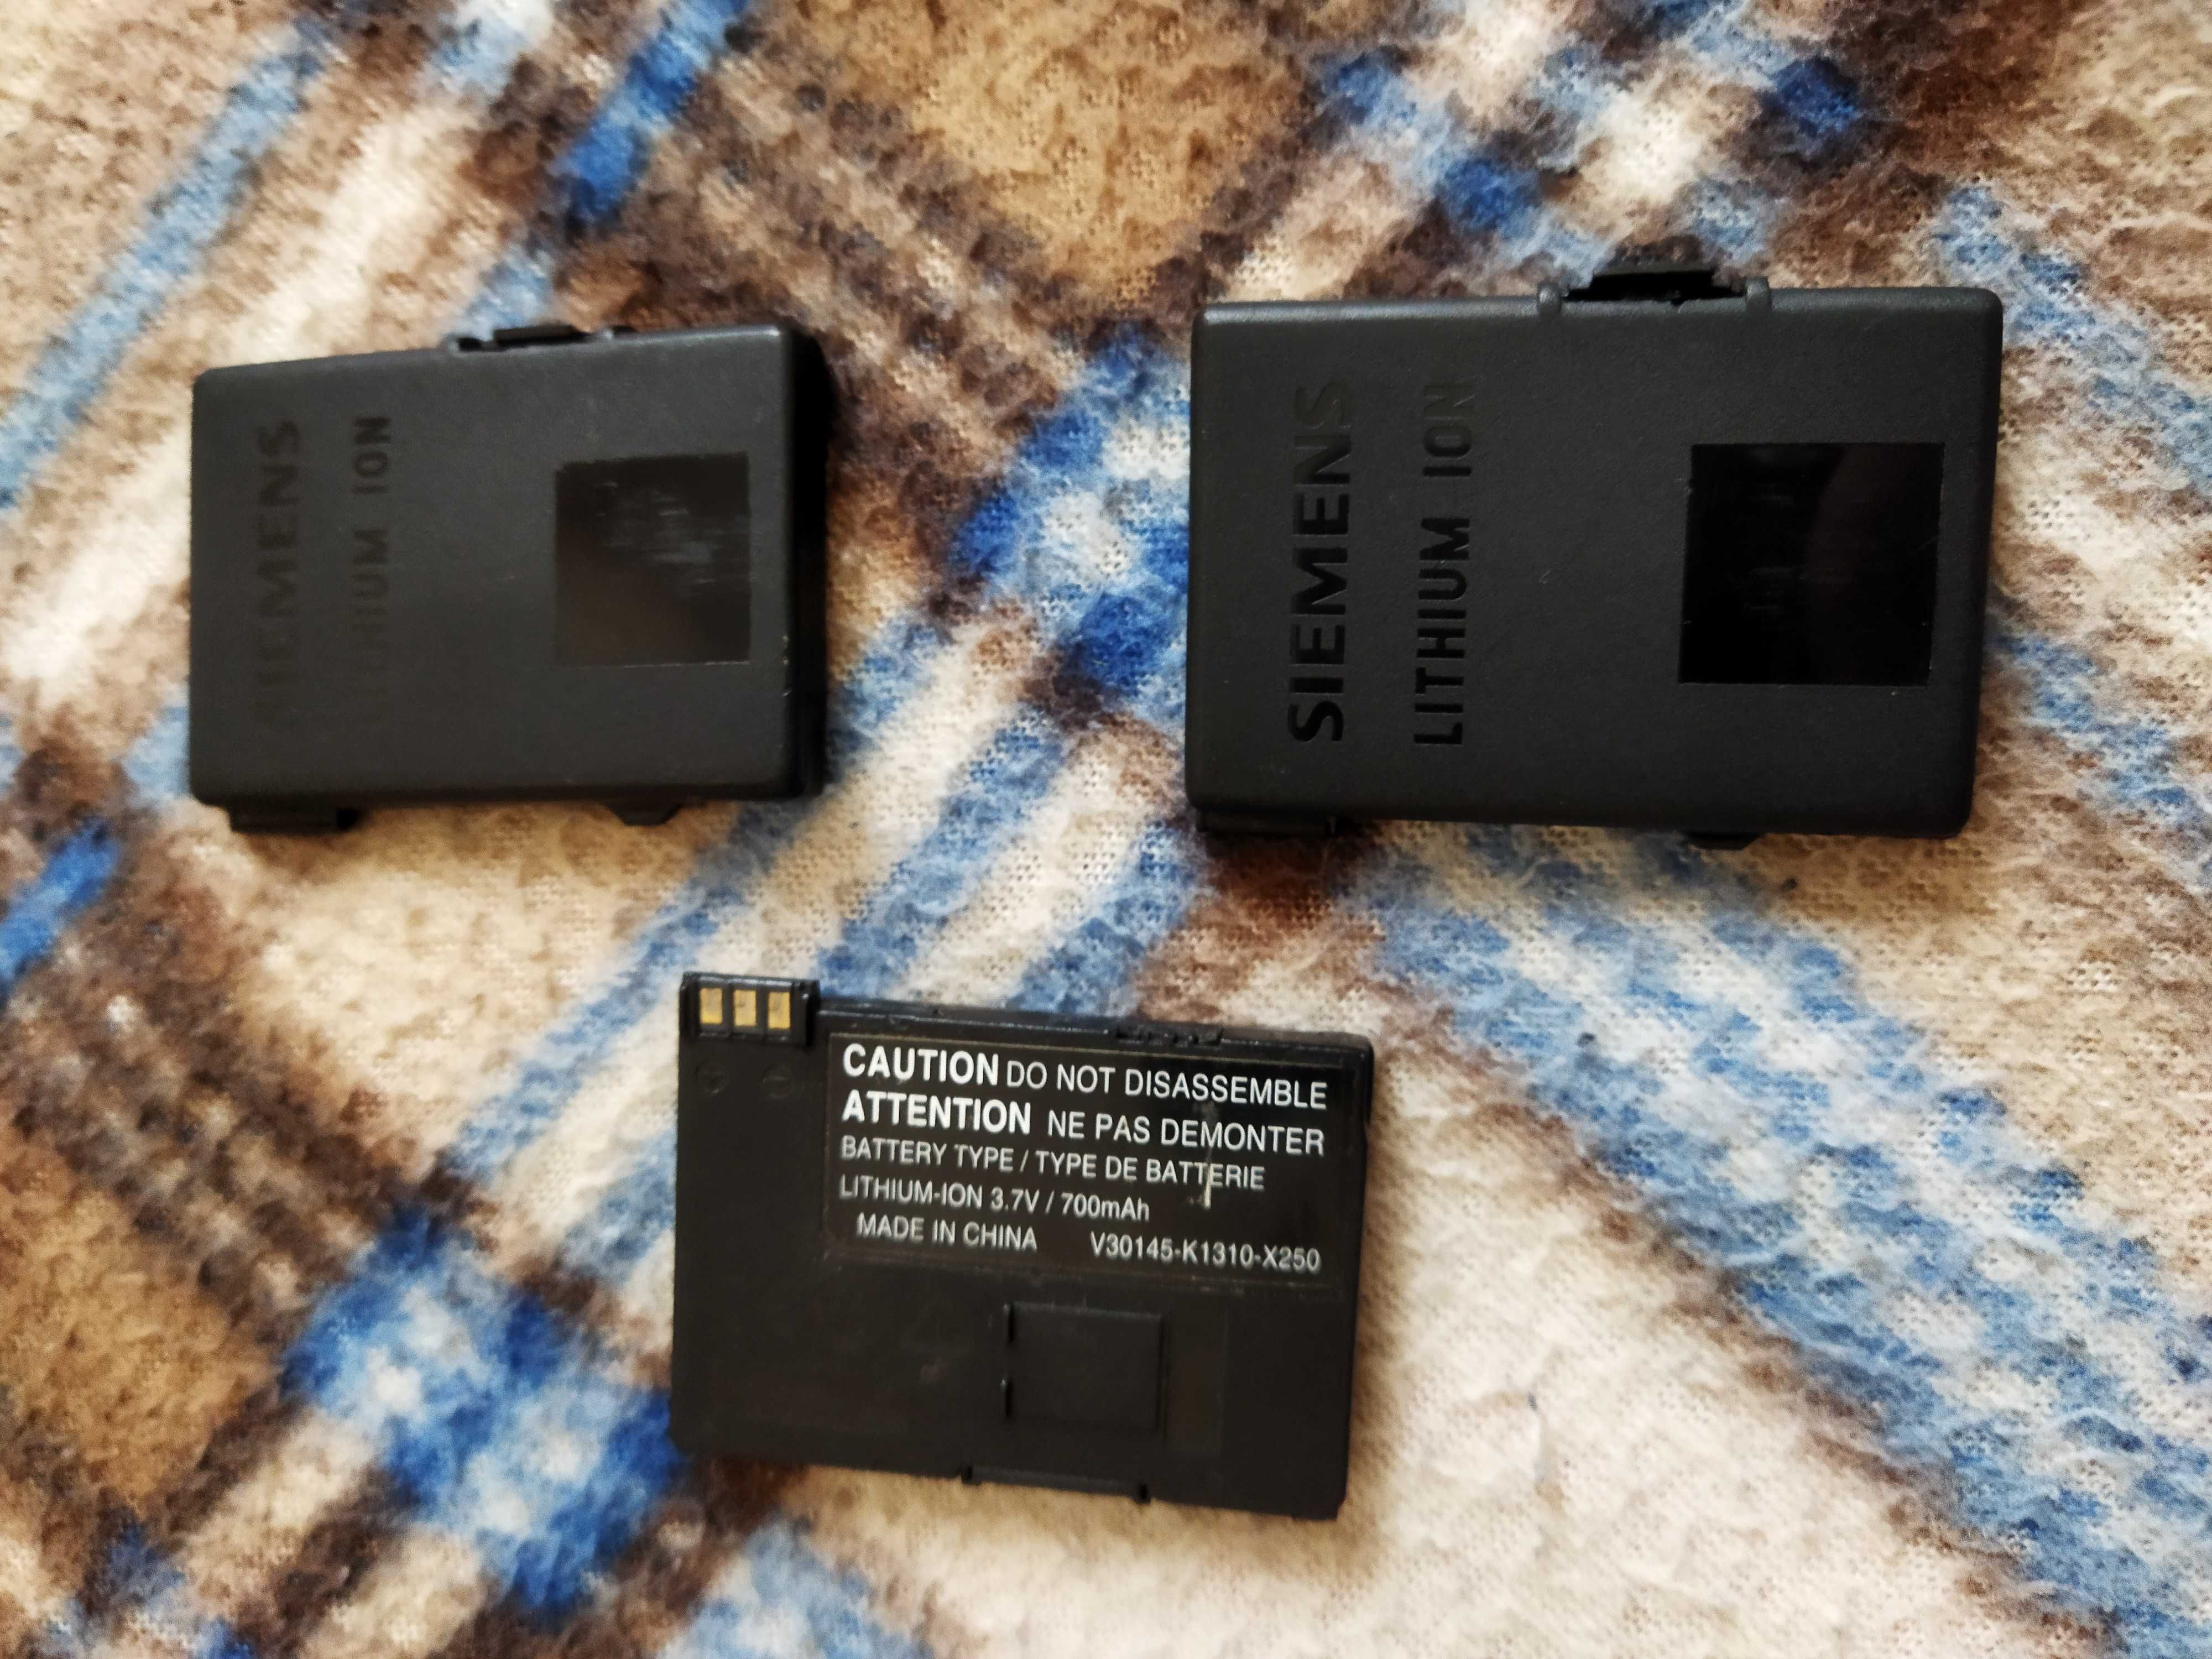 SIEMENS
LITHIUM ION
SIEMENS
LITHIUM ION
CAUTION DO NOT DISASSEMBLE
ATTENTION NE PAS DEMONTER
BATTERY TYPE / TYPE DE BATTERIE
LITHIUM-ION 3.7V / 700mAh
MADE IN CHINA V30145-K1310-X250